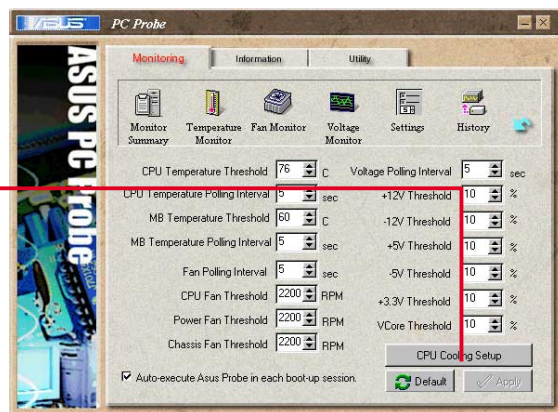 ASUS PC Probe
ASUS PC Probe
Monitoring Information Utility
Monitor Summary
Temperature Monitor
Fan Monitor
Voltage Monitor
Settings
History
CPU Temperature Threshold 76 C
Voltage Polling Interval 5 sec
CPU Temperature Polling Interval 5 sec
+12V Threshold 10 %
MB Temperature Threshold 60 C
-12V Threshold 10 %
MB Temperature Polling Interval 5 sec
+5V Threshold 10 %
Fan Polling Interval 5 sec
-5V Threshold 10 %
CPU Fan Threshold 2200 RPM
+3.3V Threshold 10 %
Power Fan Threshold 2200 RPM
VCore Threshold 10 %
Chassis Fan Threshold 2200 RPM
CPU Cooling Setup
Auto-execute Asus Probe in each boot-up session.
Default
Apply